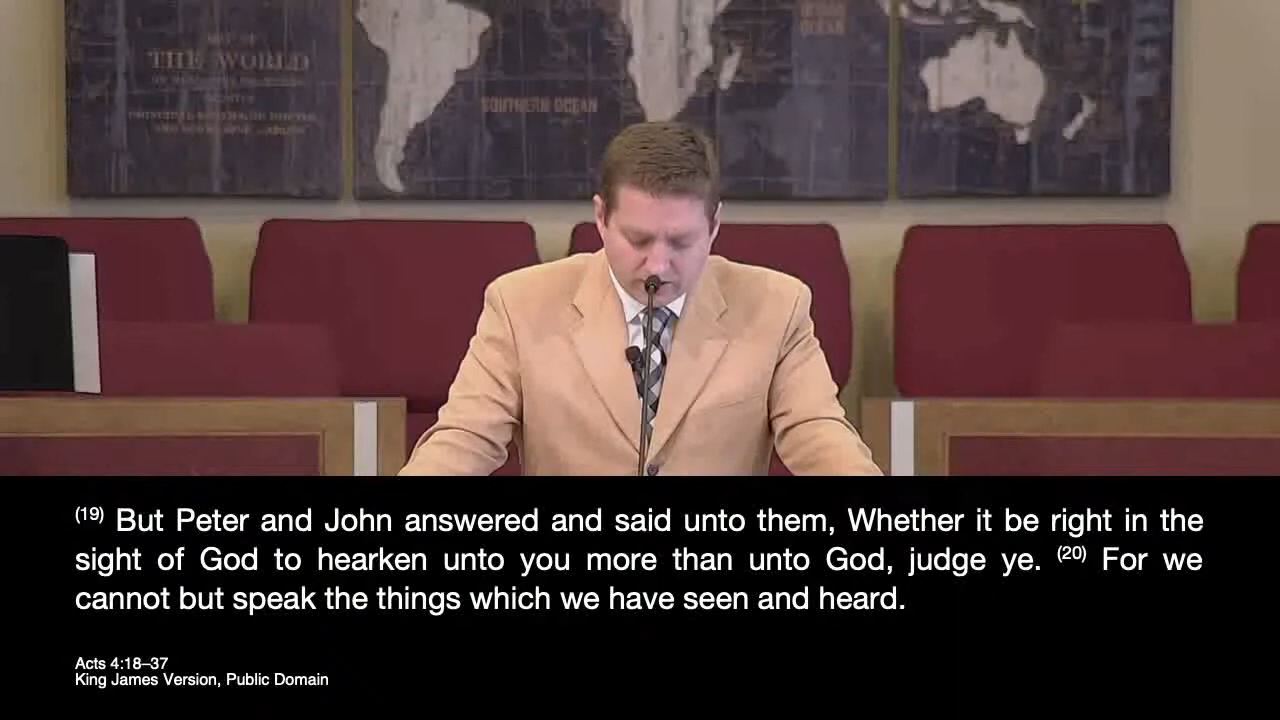 THE WORLD
SOUTHERN OCEAN
OCEAN
(19) But Peter and John answered and said unto them, Whether it be right in the
sight of God to hearken unto you more than unto God, judge ye. (20) For we
cannot but speak the things which we have seen and heard.
Acts 4:18–37
King James Version, Public Domain